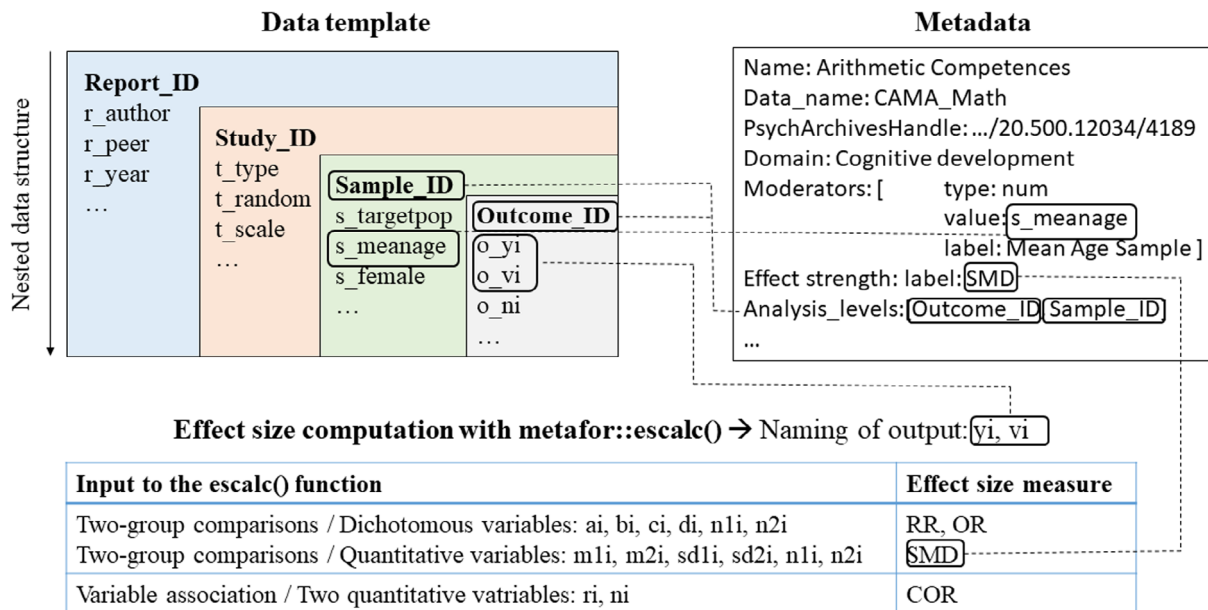 Data template
Metadata
Nested data structure
Report_ID
r_author
r_peer
r_year
…
Study_ID
t_type
t_random
t_scale
…
Sample_ID
s_targetpop
s_meanage
s_female
…
Outcome_ID
o_yi
o_vi
o_ni
…
Name: Arithmetic Competences
Data_name: CAMA_Math
PsychArchivesHandle: …/20.500.12034/4189
Domain: Cognitive development
Moderators: [ type: num
value: s_meanage
label: Mean Age Sample ]
Effect strength: label: SMD
Analysis_levels: [Outcome_ID Sample_ID]
…
Effect size computation with metafor::escalc() → Naming of output: yi, vi
Input to the escalc() function
Effect size measure
Two-group comparisons / Dichotomous variables: ai, bi, ci, di, n1i, n2i
RR, OR
Two-group comparisons / Quantitative variables: m1i, m2i, sd1i, sd2i, n1i, n2i
SMD
Variable association / Two quantitative vatriables: ri, ni
COR